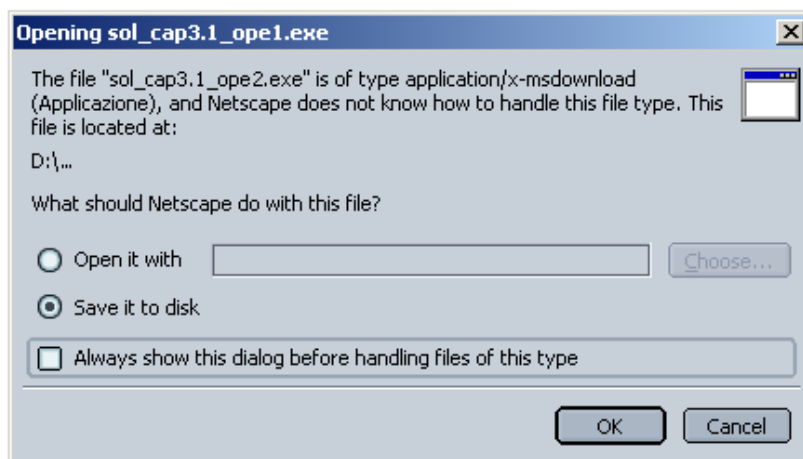 Opening sol_cap3.1_ope1.exe
The file "sol_cap3.1_ope2.exe" is of type application/x-msdownload
(Applicazione), and Netscape does not know how to handle this file type. This
file is located at:
D:\...
What should Netscape do with this file?
Open it with
Choose...
Save it to disk
Always show this dialog before handling files of this type
OK
Cancel